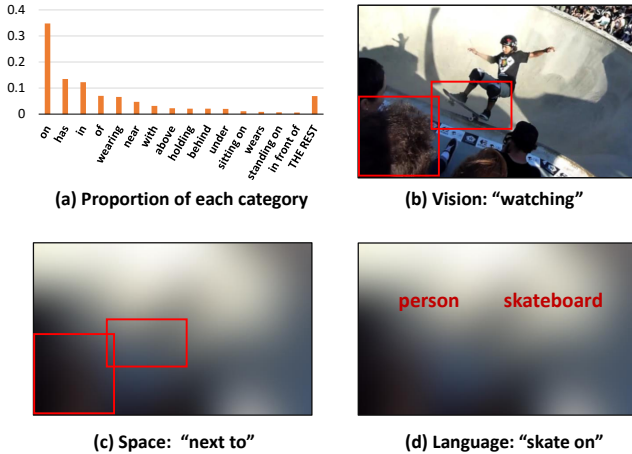 0.4
0.3
0.2
0.1
0
on
has
in
of
wearing
near
with
above
holding
behind
under
sitting on
wears
standing on
in front of
THE REST
(a) Proportion of each category
(b) Vision: “watching”
person skateboard
(c) Space: “next to”
(d) Language: “skate on”